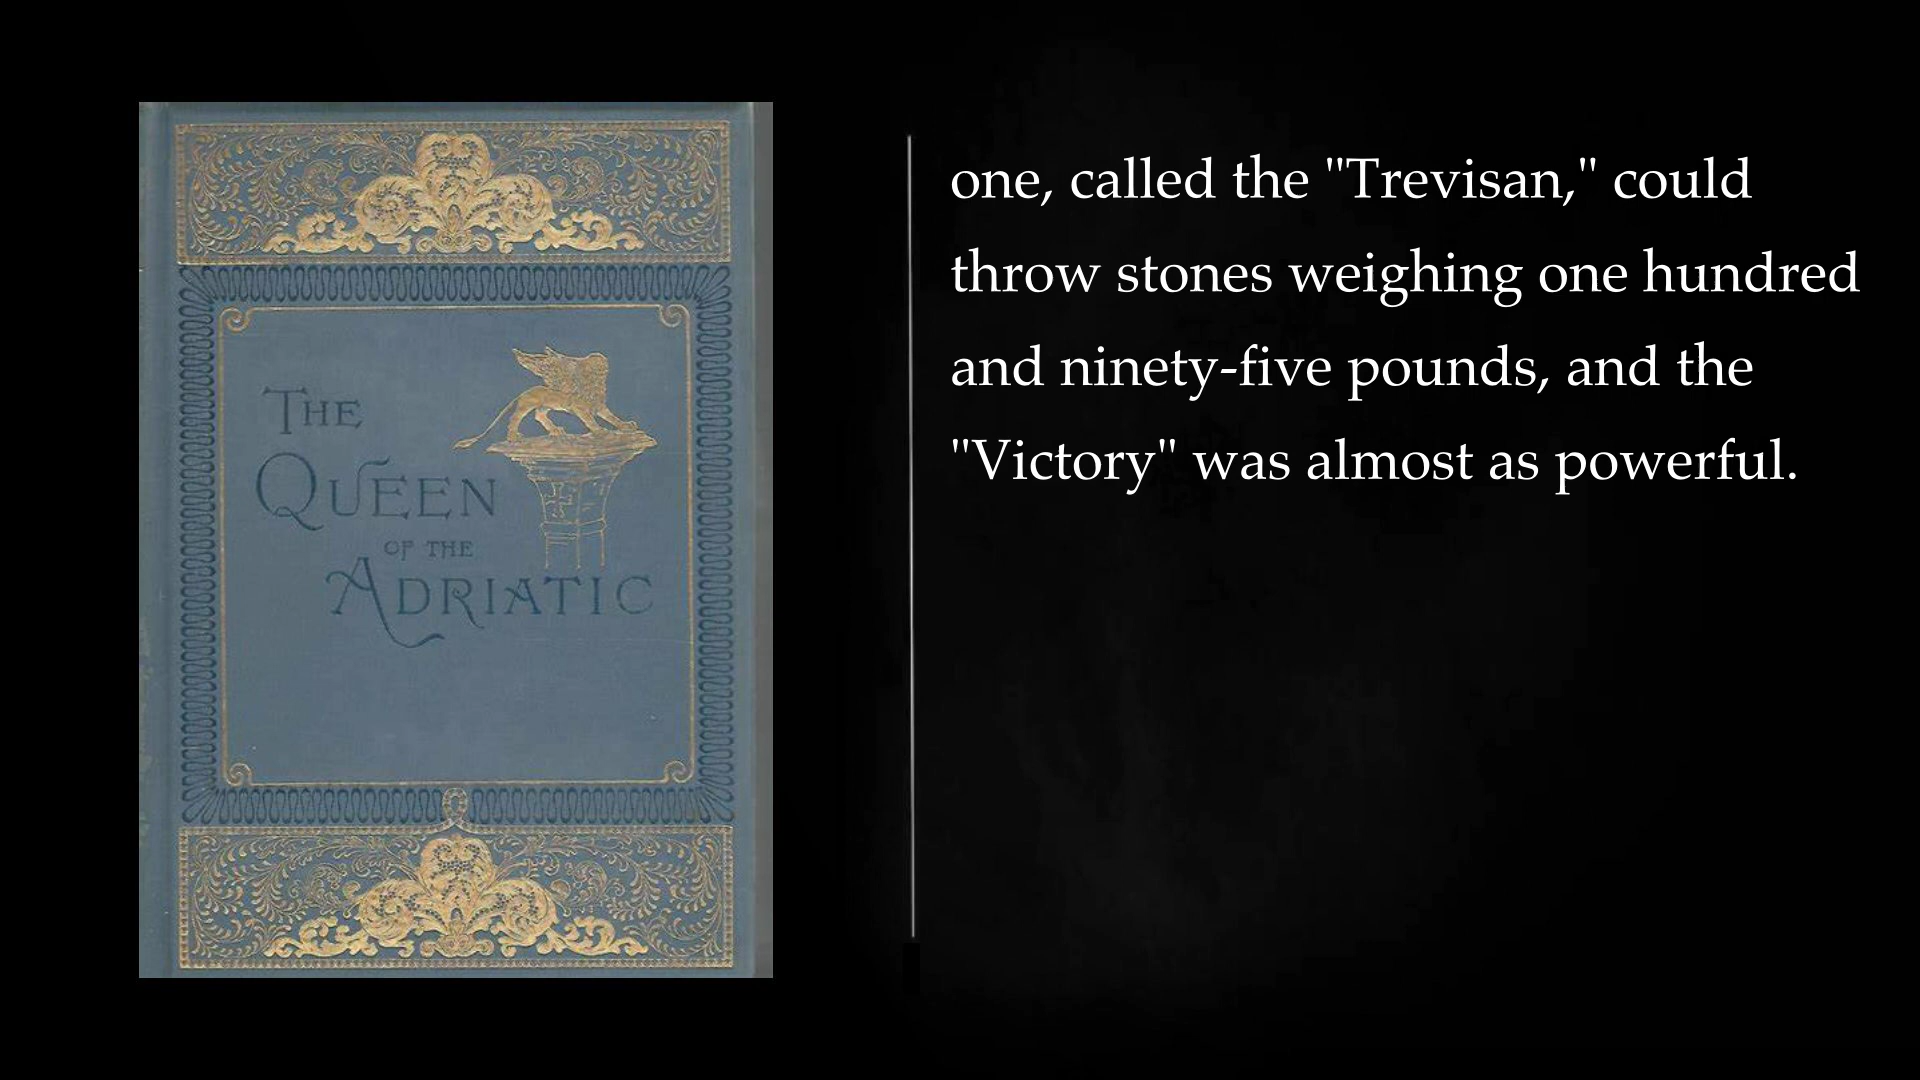 THE
QUEEN
OF THE
ADRIATIC
one, called the "Trevisan," could
throw stones weighing one hundred
and ninety-five pounds, and the
"Victory" was almost as powerful.